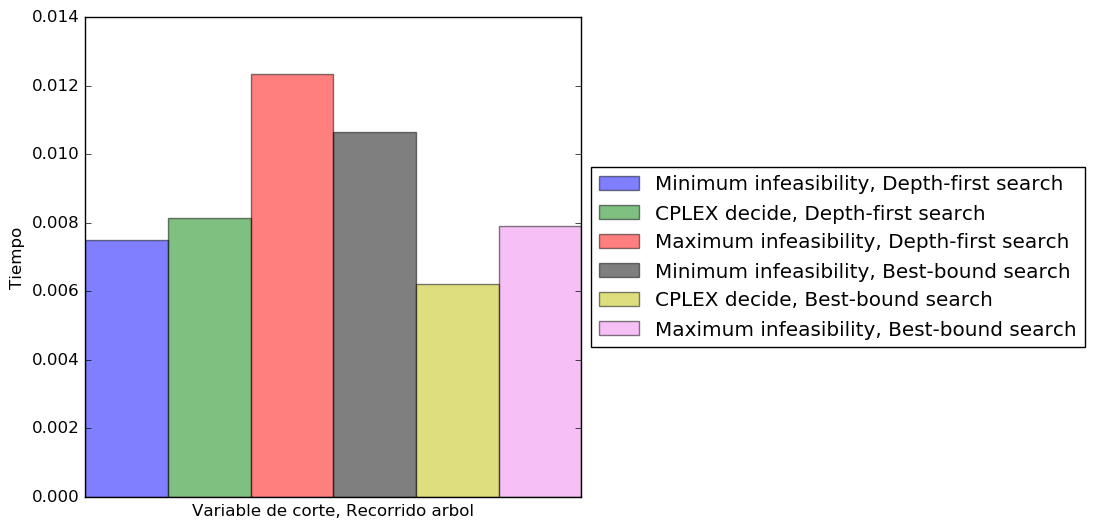 0.014
0.012
0.010
0.008
0.006
0.004
0.002
0.000
Tiempo
Variable de corte, Recorrido arbol
Minimum infeasibility, Depth-first search
CPLEX decide, Depth-first search
Maximum infeasibility, Depth-first search
Minimum infeasibility, Best-bound search
CPLEX decide, Best-bound search
Maximum infeasibility, Best-bound search